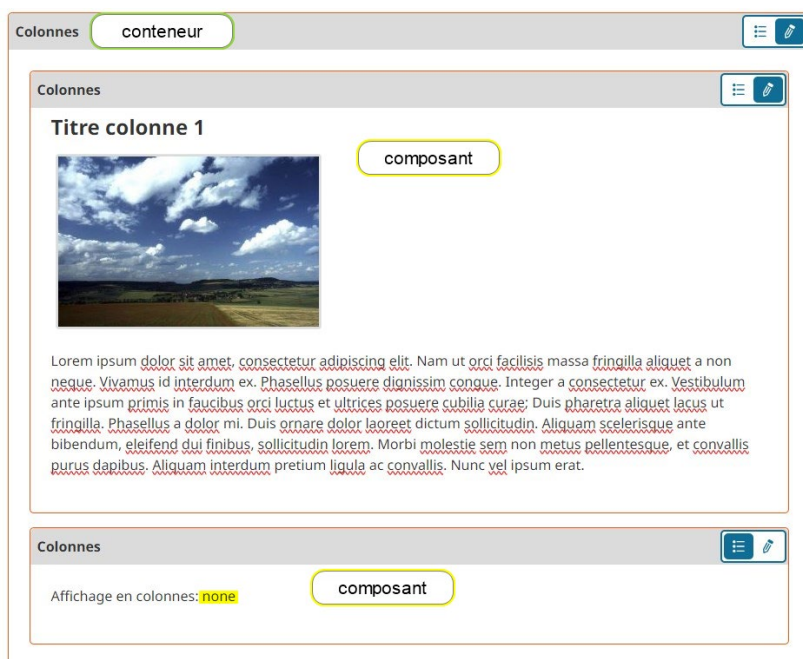 Colonnes conteneur
Colonnes
Titre colonne 1
composant
Lorem ipsum dolor sit amet, consectetur adipiscing elit. Nam ut orci facilisis massa fringilla aliquet a non
neque. Vivamus id interdum ex. Phasellus posuere dignissim congue. Integer a consectetur ex. Vestibulum
ante ipsum primis in faucibus orci luctus et ultrices posuere cubilia curae; Duis pharetra aliquet lacus ut
fringilla. Phasellus a dolor mi. Duis ornare dolor laoreet dictum sollicitudin. Aliquam scelerisque ante
bibendum, eleifend dui finibus, sollicitudin lorem. Morbi molestie sem non metus pellentesque, et convallis
purus dapibus. Aliquam interdum pretium ligula ac convallis. Nunc vel ipsum erat.
Colonnes
Affichage en colonnes: none composant